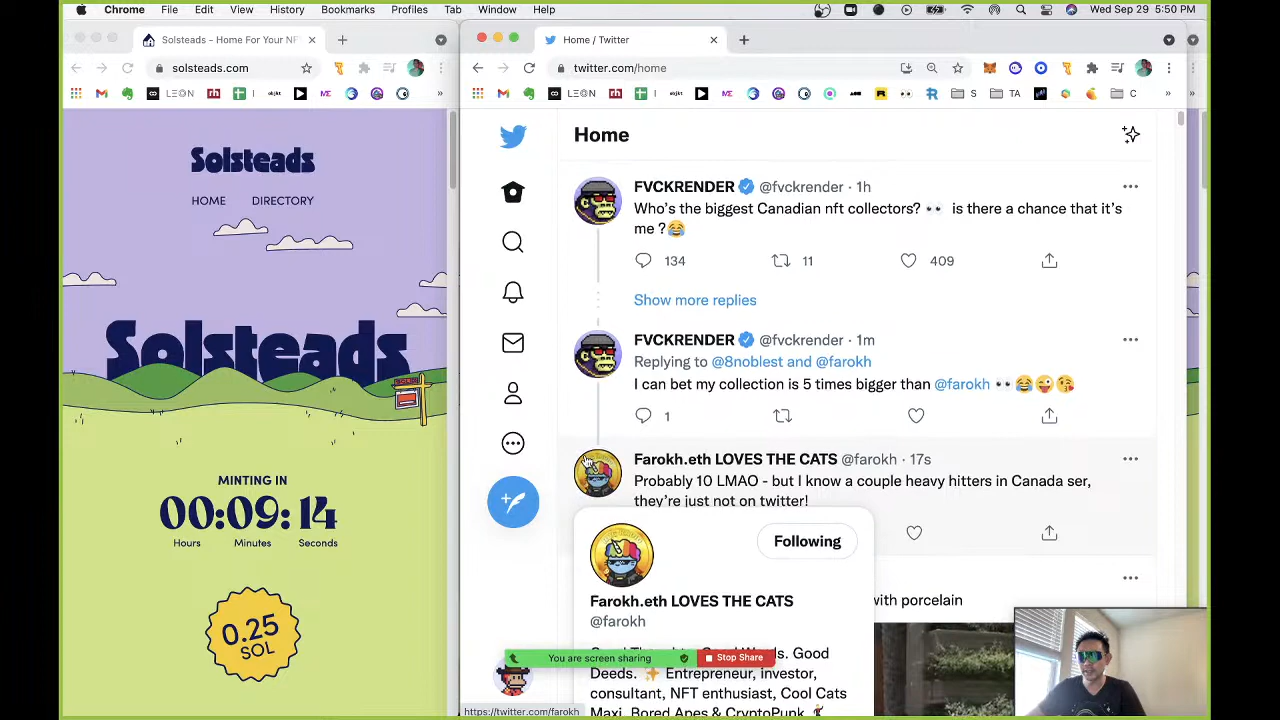 Chrome File Edit View History Bookmarks Profiles Tab Window Help Wed Sep 29 5:50 PM
Solsteads - Home For Your NF
solsteads.com
LEON
Solsteads
HOME DIRECTORY
Solsteads
MINTING IN
00:09:14
Hours Minutes Seconds
0.25
SOL
Home / Twitter
twitter.com/home
LEON objkt ME S TA C
Home
FVCKRENDER @fvckrender · 1h
Who's the biggest Canadian nft collectors? 👀 is there a chance that it's
me ?😂
134 11 409
Show more replies
FVCKRENDER @fvckrender · 1m
Replying to @8noblest and @farokh
I can bet my collection is 5 times bigger than @farokh 👀😂😜😘
1
Farokh.eth LOVES THE CATS @farokh · 17s
Probably 10 LMAO - but I know a couple heavy hitters in Canada ser,
they're just not on twitter!
Following
Farokh.eth LOVES THE CATS
@farokh
with porcelain
You are screen sharing Stop Share
Good
Deeds. ✨ Entrepreneur, investor,
consultant, NFT enthusiast, Cool Cats
Maxi, Bored Apes & CryptoPunk
https://twitter.com/farokh